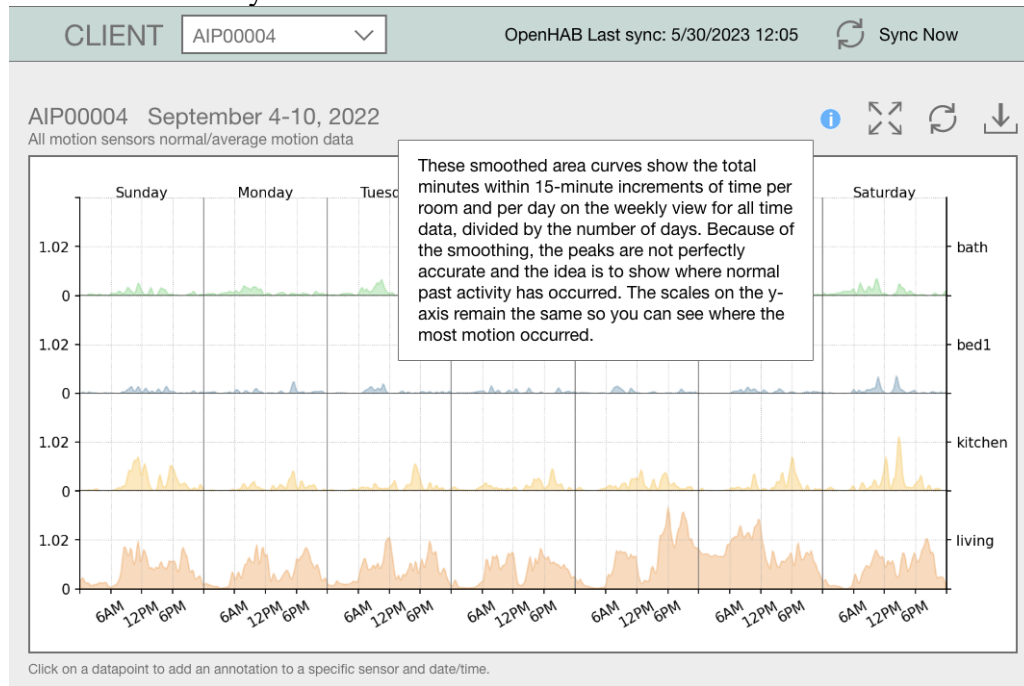 CLIENT AIP00004 OpenHAB Last sync: 5/30/2023 12:05 Sync Now
AIP00004 September 4-10, 2022
All motion sensors normal/average motion data
These smoothed area curves show the total
minutes within 15-minute increments of time per
room and per day on the weekly view for all time
data, divided by the number of days. Because of
the smoothing, the peaks are not perfectly
accurate and the idea is to show where normal
past activity has occurred. The scales on the y-
axis remain the same so you can see where the
most motion occurred.
Sunday Monday Tuesd Saturday
1.02 bath
0
1.02 bed1
0
1.02 kitchen
0
1.02 living
0
6AM 12PM 6PM 6AM 12PM 6PM 6AM 12PM 6PM 6AM 12PM 6PM 6AM 12PM 6PM 6AM 12PM 6PM 6AM 12PM 6PM
Click on a datapoint to add an annotation to a specific sensor and date/time.